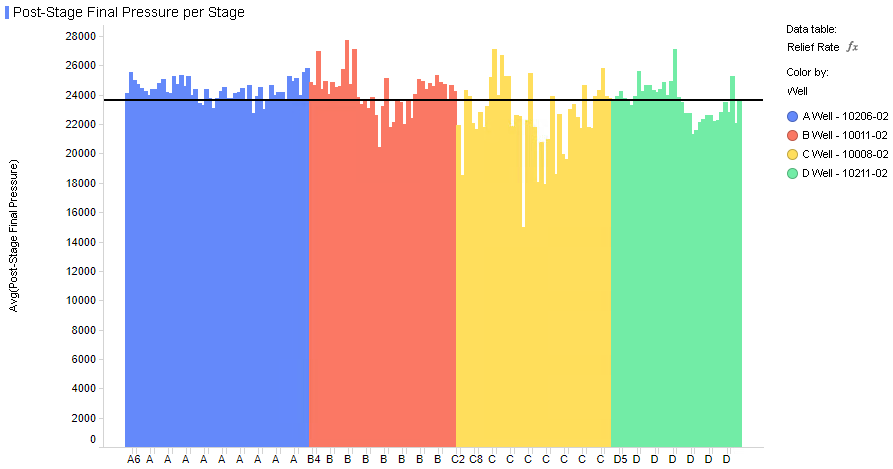 Post-Stage Final Pressure per Stage
Data table:
Relief Rate fx
Color by:
Well
A Well - 10206-02
B Well - 10011-02
C Well - 10008-02
D Well - 10211-02
Avg(Post-Stage Final Pressure)
28000
26000
24000
22000
20000
18000
16000
14000
12000
10000
8000
6000
4000
2000
0
A6 A A A A A A A A A B4 B B B B B B B C2 C8 C C C C C C C D5 D D D D D D